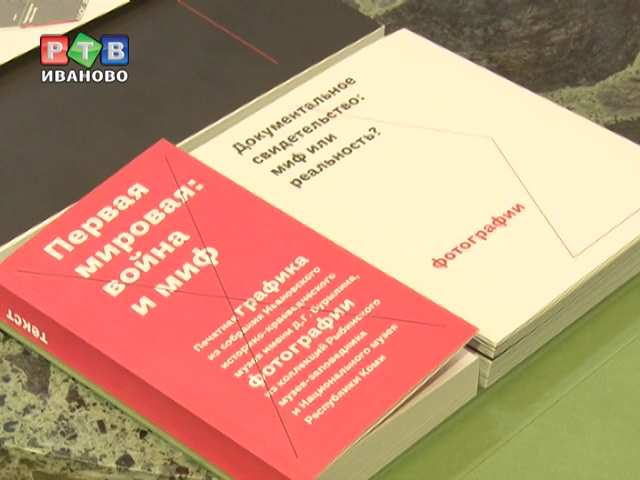 РТВ
ИВАНОВО
Документальное
свидетельство:
миф или
реальность?
фотографии
Первая
мировая:
война
и миф
Печатная графика
из собрания Ивановского
историко-краеведческого
музея имени Д.Г. Бурылина,
фотографии
из коллекций Рыбинского
музея-заповедника
и Национального музея
Республики Коми
текст